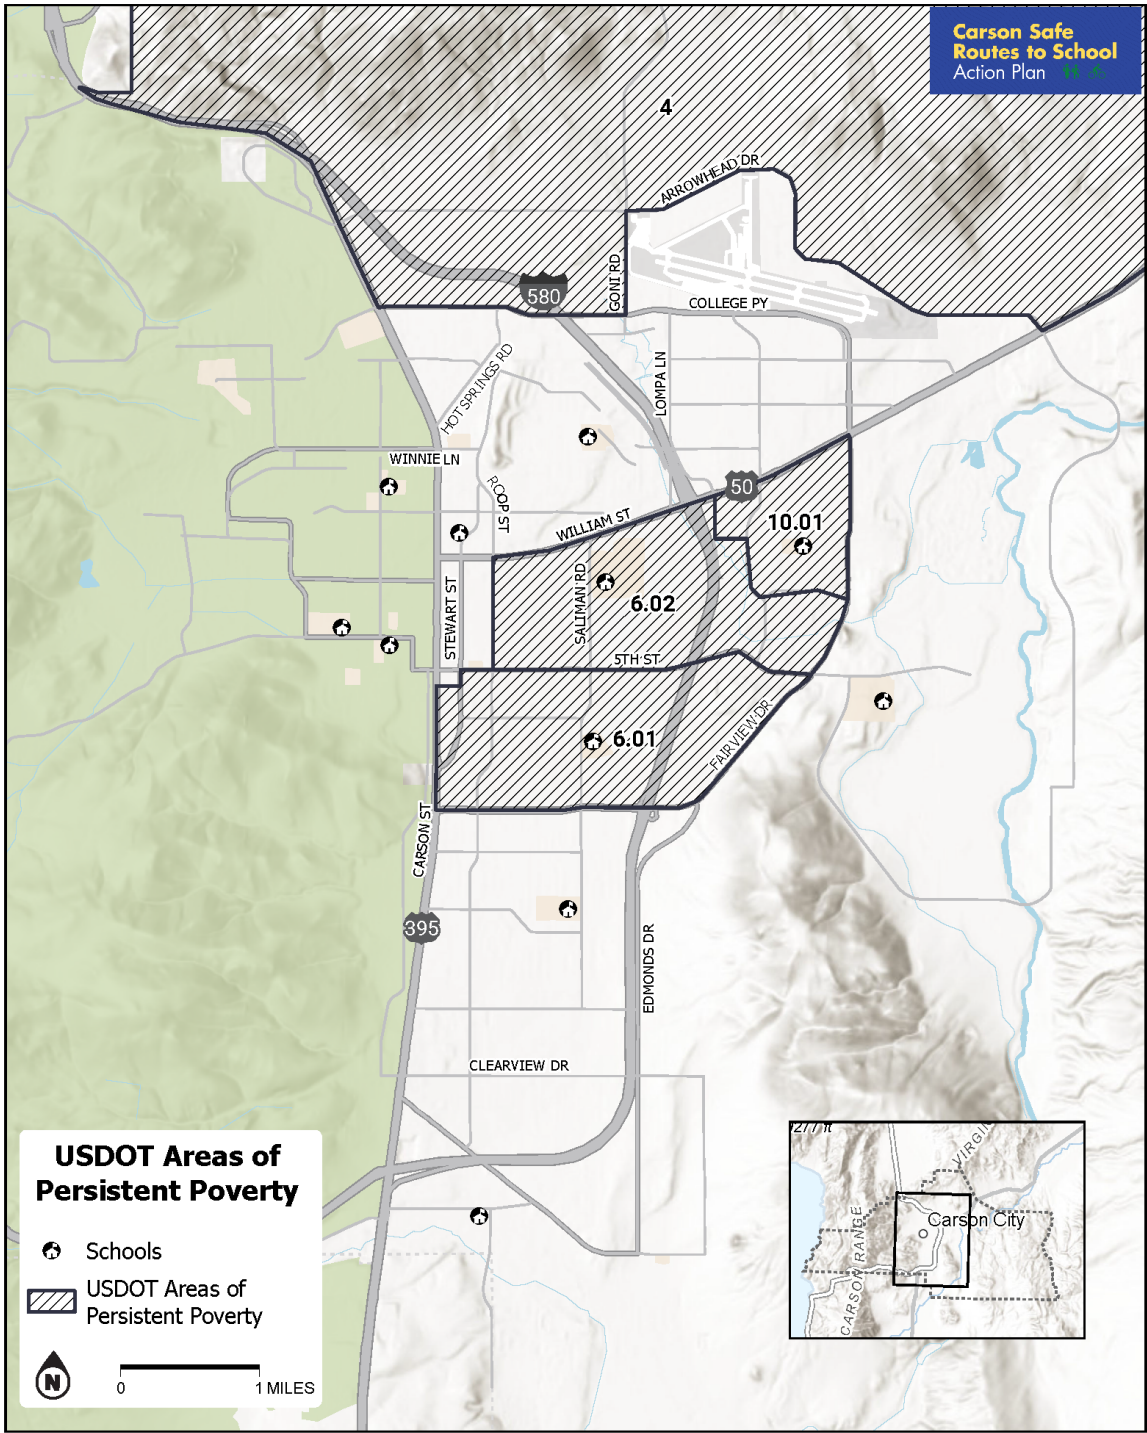 Carson Safe
Routes to School
Action Plan
4
ARROWHEAD DR
GONI RD
580
COLLEGE PY
HOT SPRINGS RD
LOMPA LN
WINNIE LN
ROOP ST
50
WILLIAM ST
10.01
STEWART ST
SALIMAN RD
6.02
5TH ST
6.01
FAIRVIEW DR
CARSON ST
395
EDMONDS DR
CLEARVIEW DR
USDOT Areas of
Persistent Poverty
Schools
USDOT Areas of
Persistent Poverty
N
0
1 MILES
Carson City
CARSON RANGE